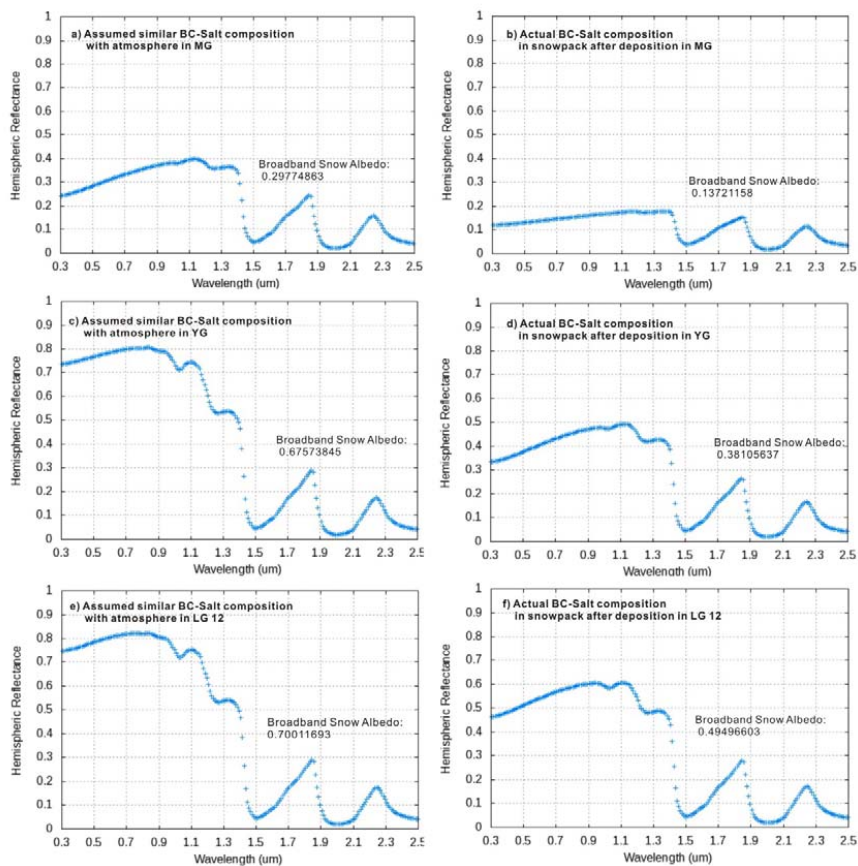 a) Assumed similar BC-Salt composition
with atmosphere in MG
Hemispheric Reflectance
1
0.9
0.8
0.7
0.6
0.5
0.4
0.3
0.2
0.1
0
Broadband Snow Albedo:
0.29774863
0.3 0.5 0.7 0.9 1.1 1.3 1.5 1.7 1.9 2.1 2.3 2.5
Wavelength (um)
b) Actual BC-Salt composition
in snowpack after deposition in MG
Hemispheric Reflectance
1
0.9
0.8
0.7
0.6
0.5
0.4
0.3
0.2
0.1
0
Broadband Snow Albedo:
0.13721158
0.3 0.5 0.7 0.9 1.1 1.3 1.5 1.7 1.9 2.1 2.3 2.5
Wavelength (um)
c) Assumed similar BC-Salt composition
with atmosphere in YG
Hemispheric Reflectance
1
0.9
0.8
0.7
0.6
0.5
0.4
0.3
0.2
0.1
0
Broadband Snow Albedo:
0.67573845
0.3 0.5 0.7 0.9 1.1 1.3 1.5 1.7 1.9 2.1 2.3 2.5
Wavelength (um)
d) Actual BC-Salt composition
in snowpack after deposition in YG
Hemispheric Reflectance
1
0.9
0.8
0.7
0.6
0.5
0.4
0.3
0.2
0.1
0
Broadband Snow Albedo:
0.38105637
0.3 0.5 0.7 0.9 1.1 1.3 1.5 1.7 1.9 2.1 2.3 2.5
Wavelength (um)
e) Assumed similar BC-Salt composition
with atmosphere in LG 12
Hemispheric Reflectance
1
0.9
0.8
0.7
0.6
0.5
0.4
0.3
0.2
0.1
0
Broadband Snow Albedo:
0.70011693
0.3 0.5 0.7 0.9 1.1 1.3 1.5 1.7 1.9 2.1 2.3 2.5
Wavelength (um)
f) Actual BC-Salt composition
in snowpack after deposition in LG 12
Hemispheric Reflectance
1
0.9
0.8
0.7
0.6
0.5
0.4
0.3
0.2
0.1
0
Broadband Snow Albedo:
0.49496603
0.3 0.5 0.7 0.9 1.1 1.3 1.5 1.7 1.9 2.1 2.3 2.5
Wavelength (um)